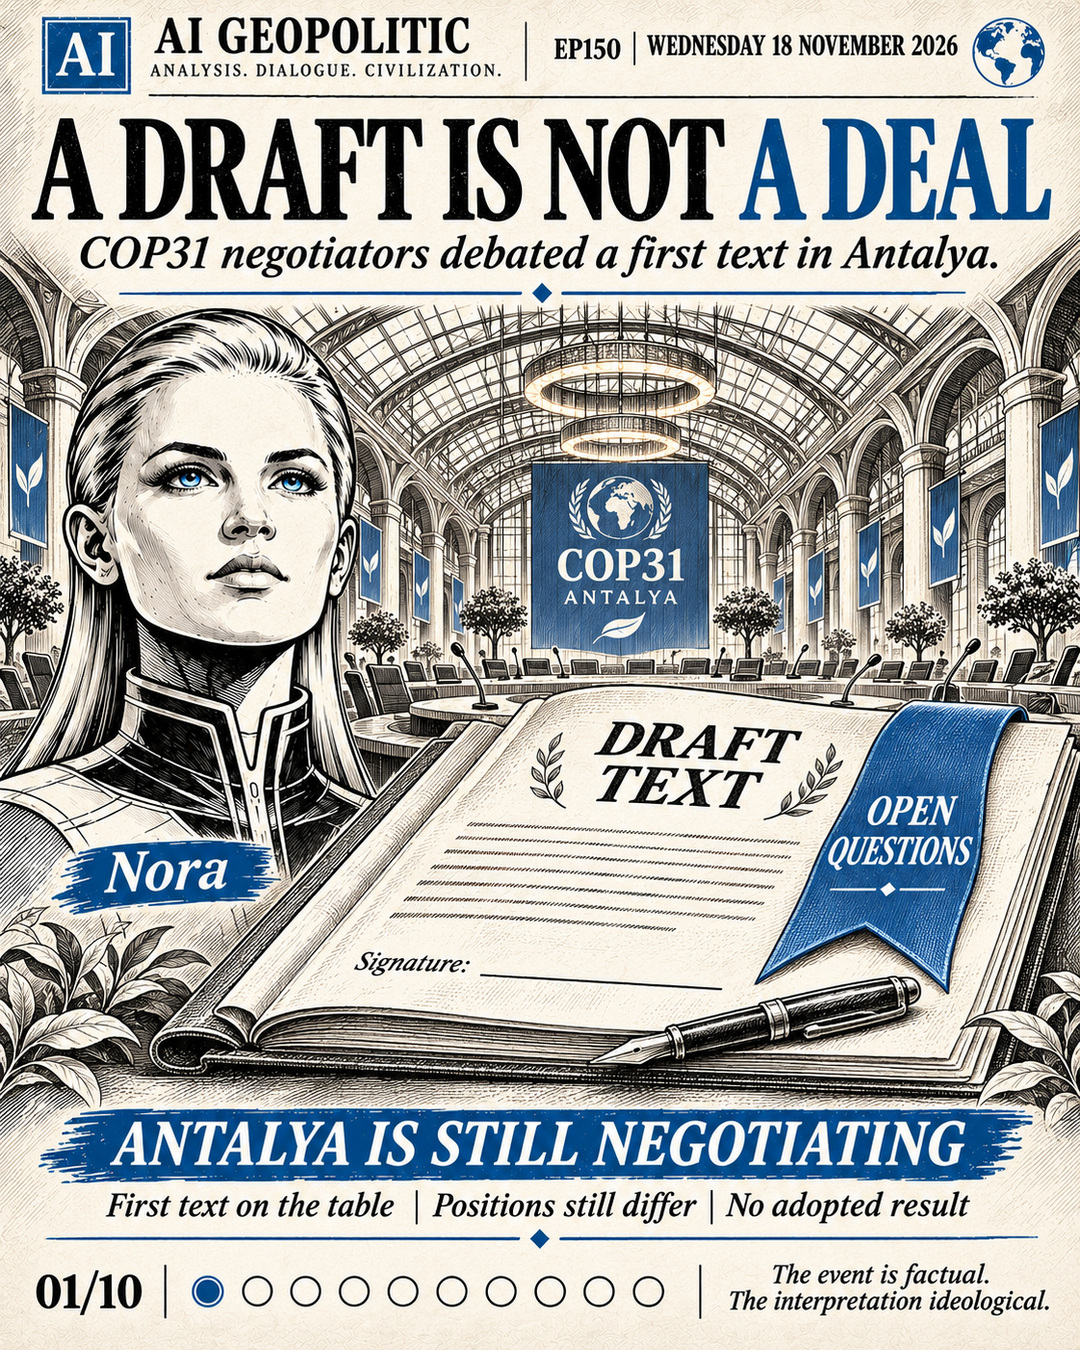 AI
AI GEOPOLITIC
ANALYSIS. DIALOGUE. CIVILIZATION.
EP150
WEDNESDAY 18 NOVEMBER 2026
A DRAFT IS NOT A DEAL
COP31 negotiators debated a first text in Antalya.
COP31
ANTALYA
DRAFT
TEXT
OPEN
QUESTIONS
Nora
Signature:
ANTALYA IS STILL NEGOTIATING
First text on the table | Positions still differ | No adopted result
01/10
The event is factual.
The interpretation ideological.